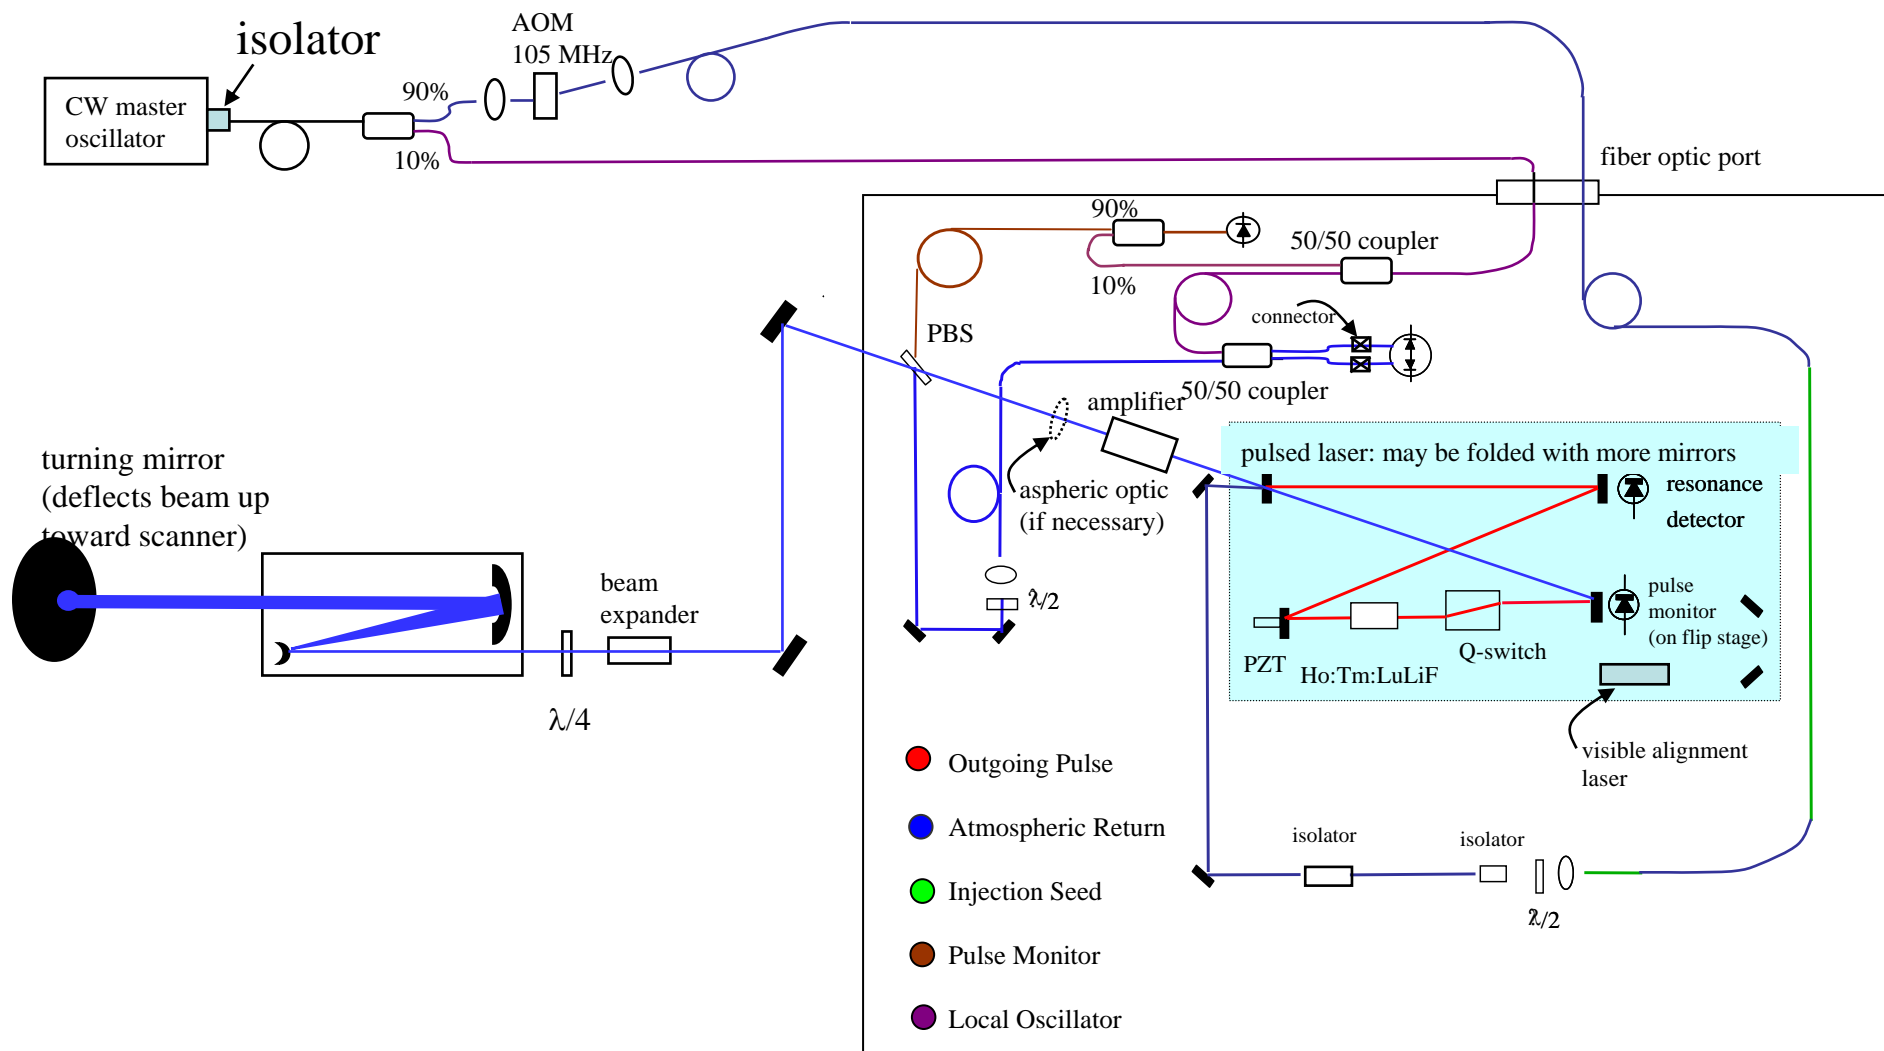 isolator
AOM
105 MHz
CW master
oscillator
90%
10%
fiber optic port
90%
50/50 coupler
10%
connector
PBS
50/50 coupler
amplifier
pulsed laser: may be folded with more mirrors
turning mirror
(deflects beam up
toward scanner)
aspheric optic
(if necessary)
resonance
detector
beam
expander
λ/2
pulse
monitor
(on flip stage)
Q-switch
PZT
Ho:Tm:LuLiF
λ/4
visible alignment
laser
Outgoing Pulse
Atmospheric Return
isolator
isolator
Injection Seed
λ/2
Pulse Monitor
Local Oscillator